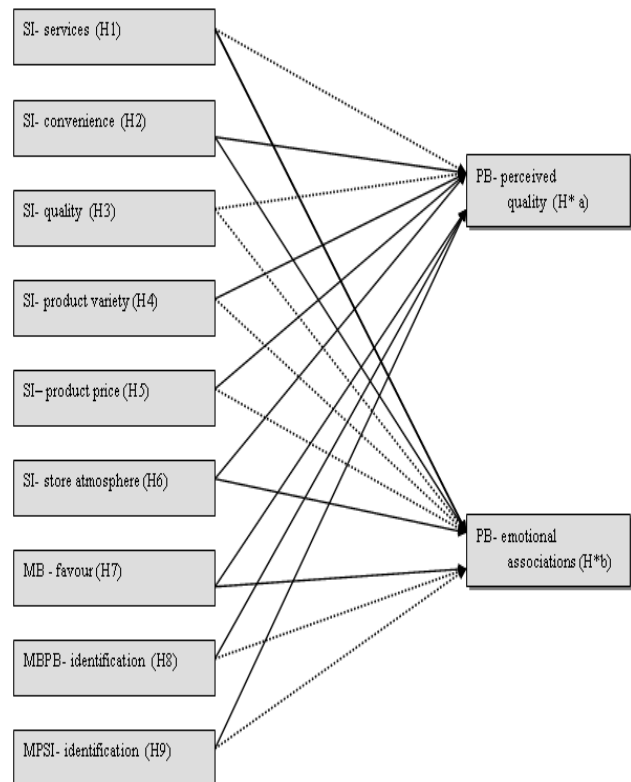 SI- services (H1)
SI- convenience (H2)
SI- quality (H3)
SI- product variety (H4)
SI– product price (H5)
SI- store atmosphere (H6)
MB - favour (H7)
MBPB- identification (H8)
MPSI- identification (H9)
PB- perceived
quality (H* a)
PB- emotional
associations (H*b)